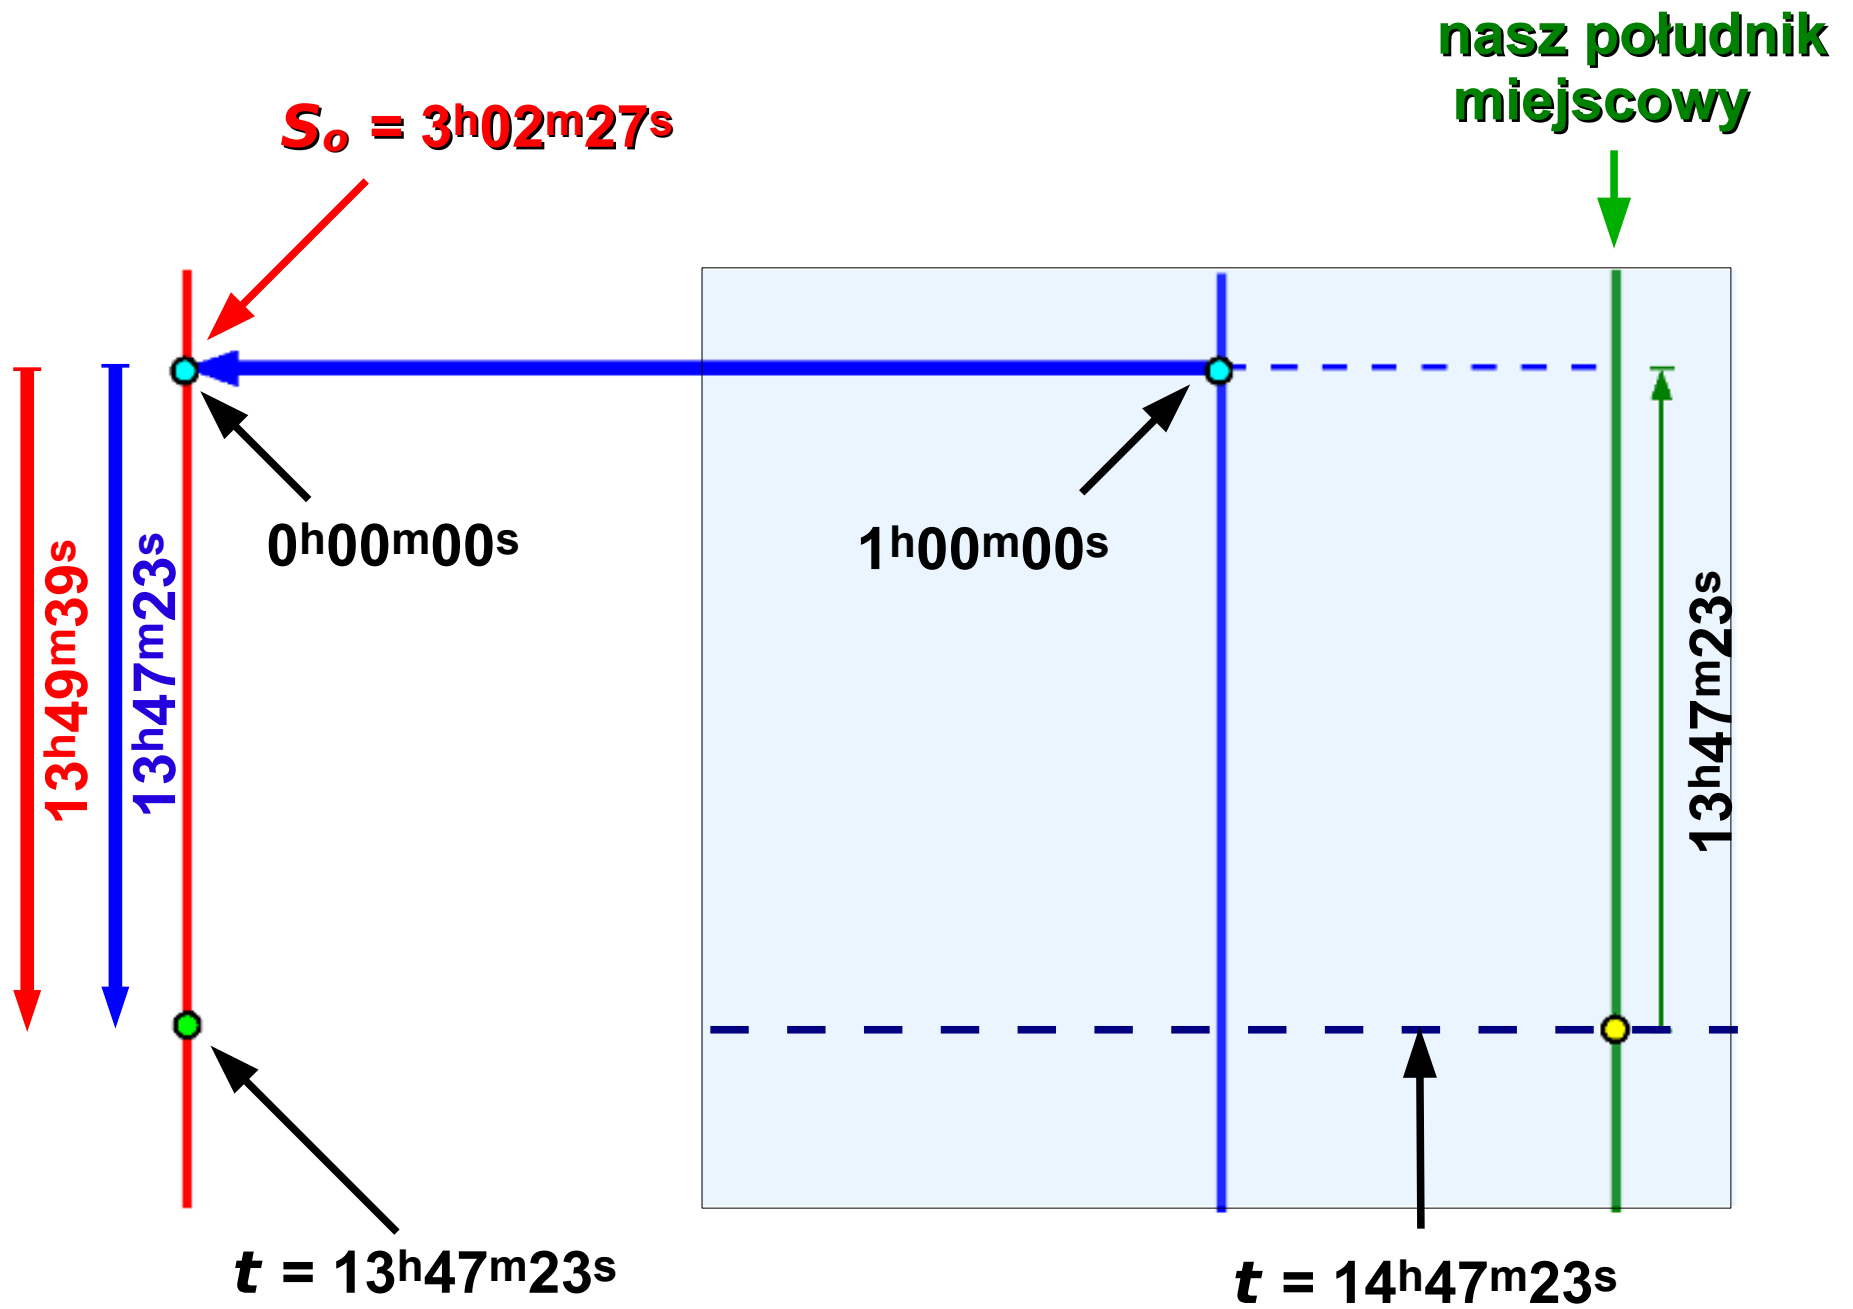 nasz południk
miejscowy
So = 3h02m27s
0h00m00s
1h00m00s
13h49m39s
13h47m23s
13h47m23s
t = 13h47m23s
t = 14h47m23s